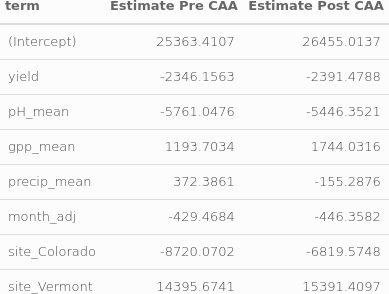 term Estimate Pre CAA Estimate Post CAA
(Intercept) 25363.4107 26455.0137
yield -2346.1563 -2391.4788
pH_mean -5761.0476 -5446.3521
gpp_mean 1193.7034 1744.0316
precip_mean 372.3861 -155.2876
month_adj -429.4684 -446.3582
site_Colorado -8720.0702 -6819.5748
site_Vermont 14395.6741 15391.4097